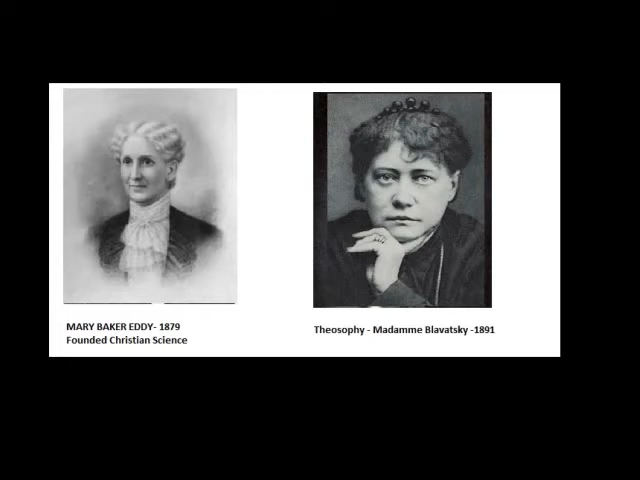 MARY BAKER EDDY- 1879
Founded Christian Science
Theosophy - Madamme Blavatsky -1891